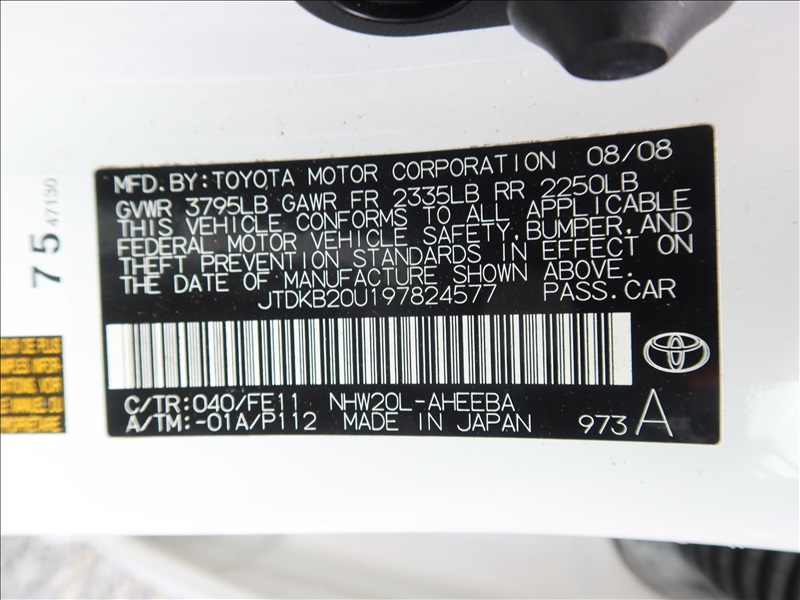 MFD.BY:TOYOTA MOTOR CORPORATION 08/08
GVWR 3795LB GAWR FR 2335LB RR 2250LB
THIS VEHICLE CONFORMS TO ALL APPLICABLE
FEDERAL MOTOR VEHICLE SAFETY,BUMPER,AND
THEFT PREVENTION STANDARDS IN EFFECT ON
THE DATE OF MANUFACTURE SHOWN ABOVE.
JTDKB20U197824577 PASS.CAR
C/TR:040/FE11 NHW20L-AHEEBA
A/TM:-01A/P112 MADE IN JAPAN 973 A
75 47130